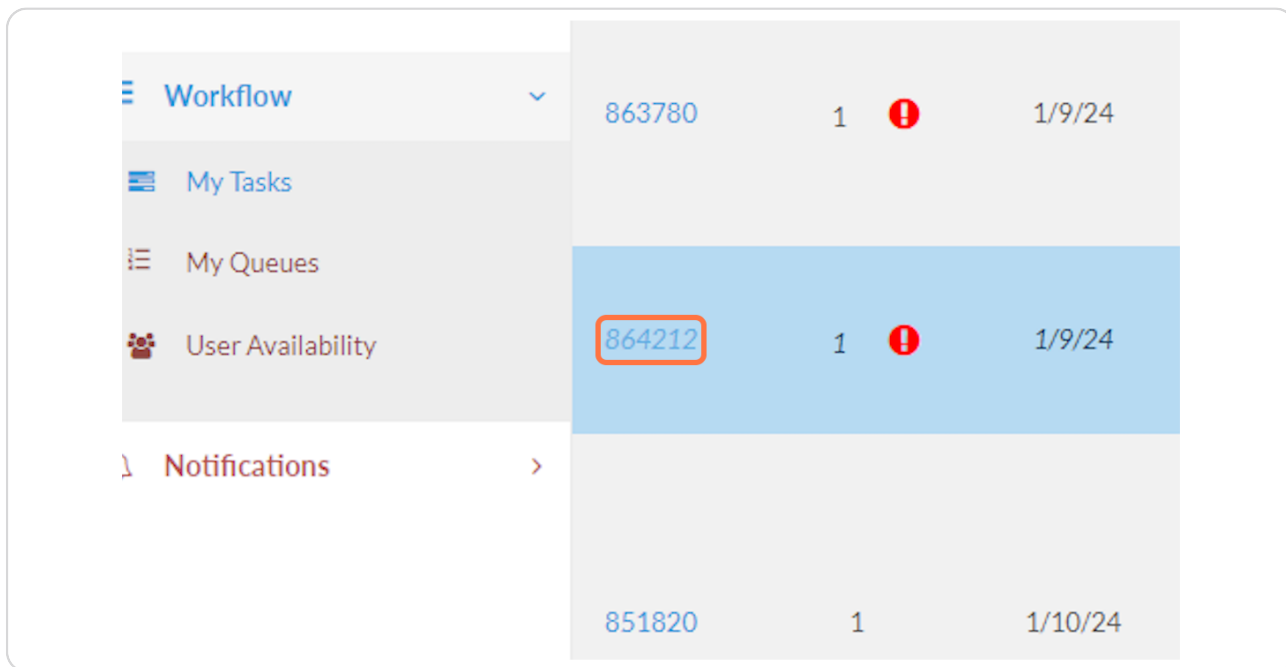 Workflow
My Tasks
My Queues
User Availability
Notifications
863780 1 1/9/24
864212 1 1/9/24
851820 1 1/10/24